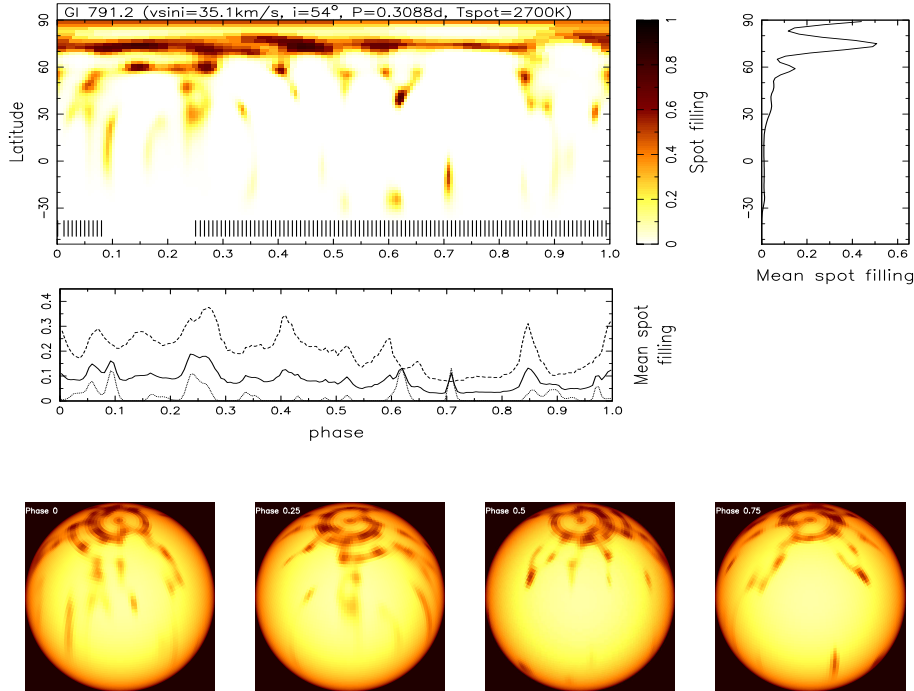 GI 791.2 (vsini=35.1km/s, i=54°, P=0.3088d, Tspot=2700K)
Latitude
90
60
30
0
−30
0 0.1 0.2 0.3 0.4 0.5 0.6 0.7 0.8 0.9 1.0
Spot filling
0 0.2 0.4 0.6 0.8 1
90
60
30
0
−30
0 0.2 0.4 0.6
Mean spot filling
0 0.1 0.2 0.3 0.4
Mean spot
filling
0 0.1 0.2 0.3 0.4 0.5 0.6 0.7 0.8 0.9 1.0
phase
Phase 0
Phase 0.25
Phase 0.5
Phase 0.75